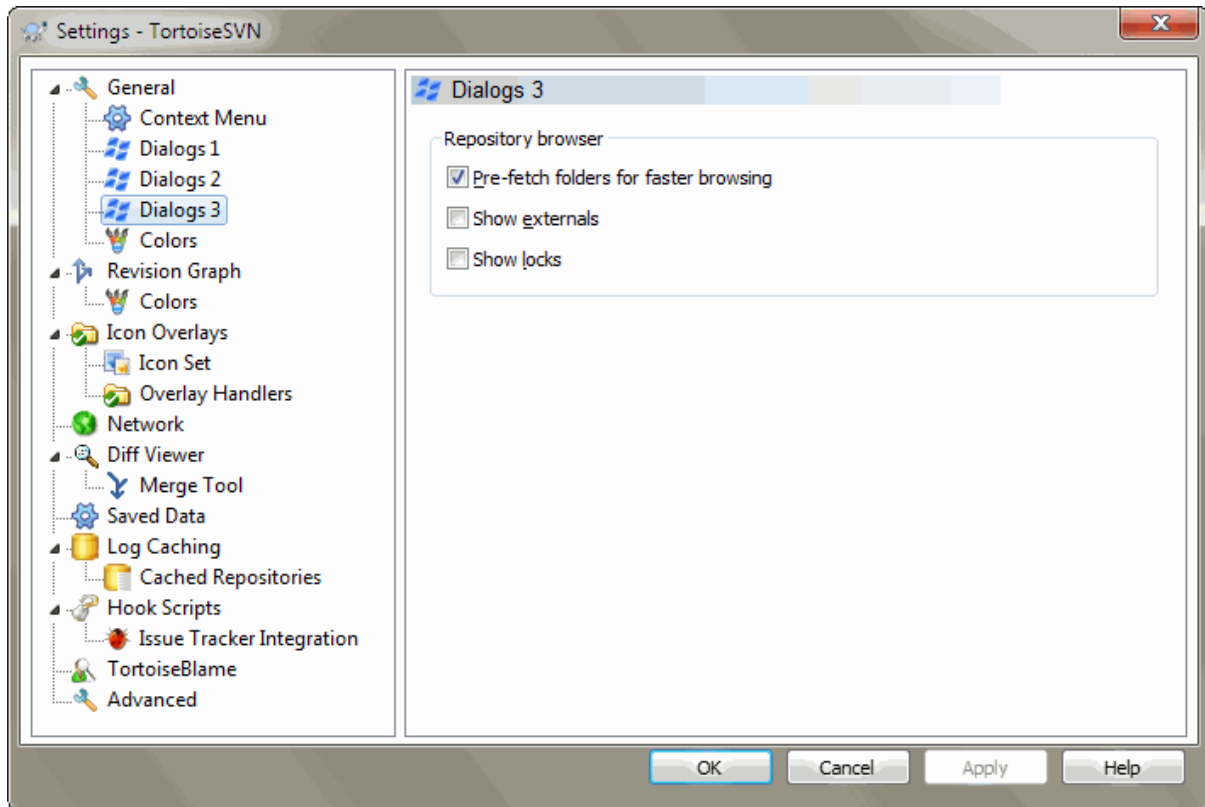 Settings - TortoiseSVN
General
Context Menu
Dialogs 1
Dialogs 2
Dialogs 3
Colors
Revision Graph
Colors
Icon Overlays
Icon Set
Overlay Handlers
Network
Diff Viewer
Merge Tool
Saved Data
Log Caching
Cached Repositories
Hook Scripts
Issue Tracker Integration
TortoiseBlame
Advanced
Dialogs 3
Repository browser
Pre-fetch folders for faster browsing
Show externals
Show locks
OK
Cancel
Apply
Help